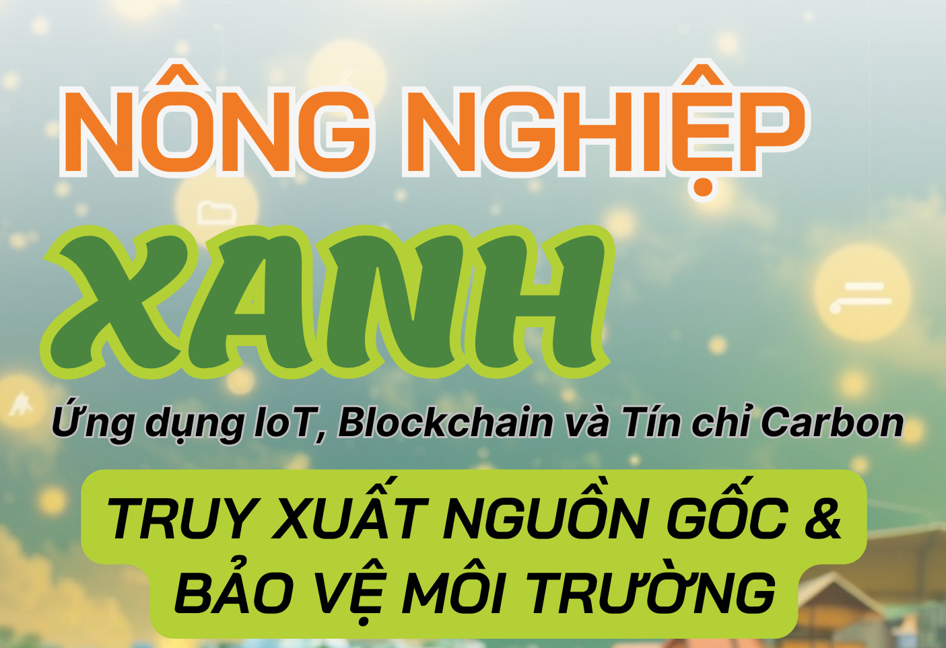 NÔNG NGHIỆP
XANH
Ứng dụng IoT, Blockchain và Tín chỉ Carbon
TRUY XUẤT NGUỒN GỐC &
BẢO VỆ MÔI TRƯỜNG